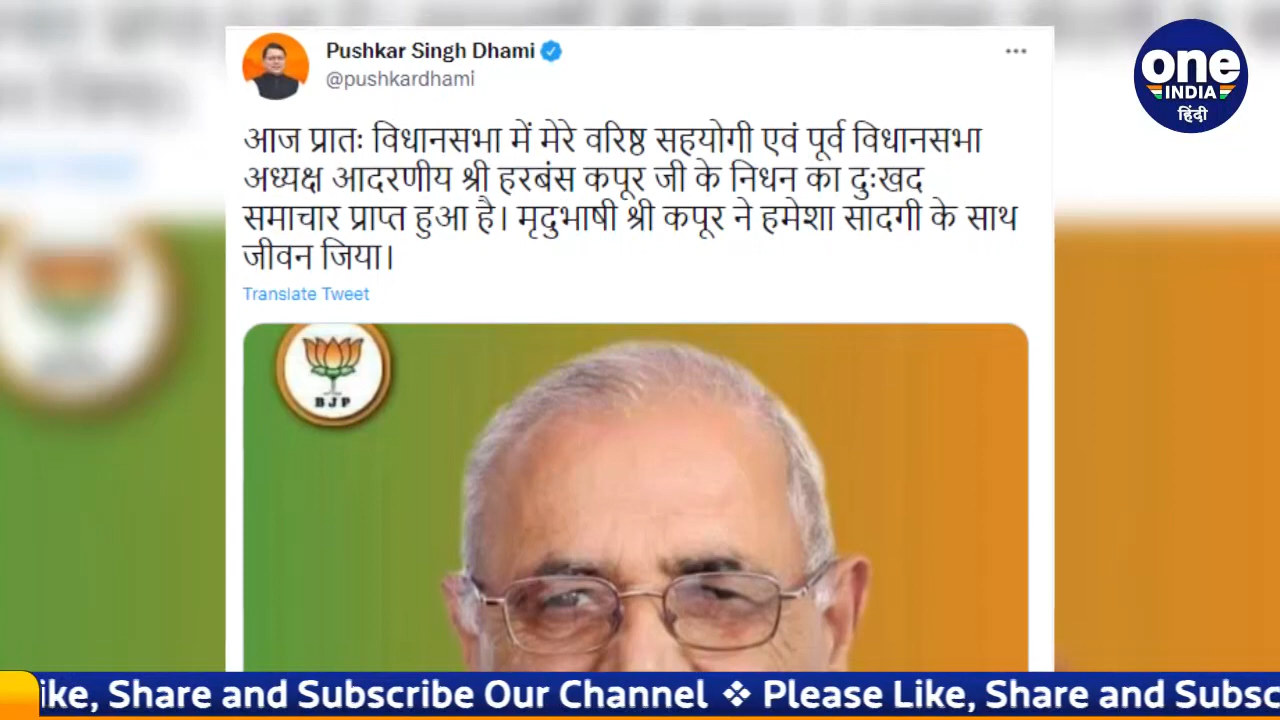 Pushkar Singh Dhami
@pushkardhami
one
INDIA
हिंदी
आज प्रातः विधानसभा में मेरे वरिष्ठ सहयोगी एवं पूर्व विधानसभा
अध्यक्ष आदरणीय श्री हरबंस कपूर जी के निधन का दुःखद
समाचार प्राप्त हुआ है। मृदुभाषी श्री कपूर ने हमेशा सादगी के साथ
जीवन जिया।
Translate Tweet
BJP
ike, Share and Subscribe Our Channel ❖ Please Like, Share and Subsc